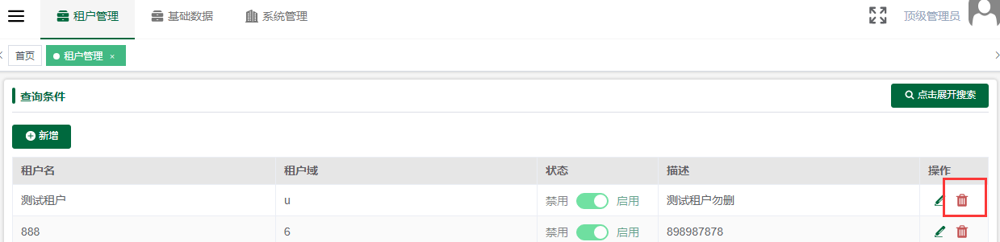 租户管理 基础数据 系统管理 顶级管理员
首页 租户管理 ×
查询条件 点击展开搜索
新增
租户名 租户域 状态 描述 操作
测试租户 u 禁用 启用 测试租户勿删
888 6 禁用 启用 898987878